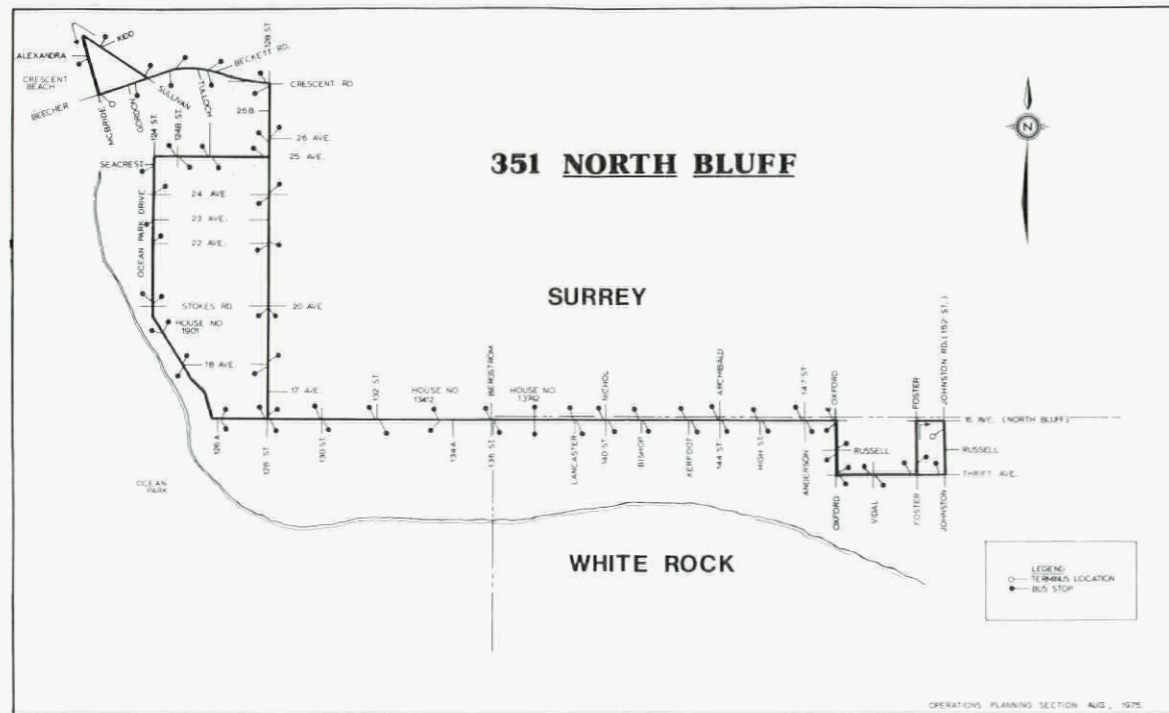 351 NORTH BLUFF
KIDD
ALEXANDRA
CRESCENT
BEACH
BEECHER
MCBRIDE
GORDON
SULLIVAN
TULLOCH
BECKETT RD.
128 ST.
CRESCENT RD
25B
26 AVE.
25 AVE.
124 ST.
124B ST.
SEACREST
OCEAN PARK DRIVE
24 AVE
23 AVE.
22 AVE.
STOKES RD
20 AVE
HOUSE NO
1901
18 AVE.
17 AVE.
SURREY
132 ST.
HOUSE NO
13412
BERGSTROM
HOUSE NO
NICHOL
ARCHIBALD
147 ST.
OXFORD
FOSTER
JOHNSTON RD. (152 ST.)
16 AVE. (NORTH BLUFF)
126A
128 ST.
130 ST.
134A
136 ST.
LANCASTER
140 ST.
BISHOP
KERFOOT
144 ST.
HIGH ST.
ANDERSON
RUSSELL
RUSSELL
THRIFT AVE.
OXFORD
VIDAL
FOSTER
JOHNSTON
OCEAN
PARK
WHITE ROCK
N
LEGEND
TERMINUS LOCATION
BUS STOP
OPERATIONS PLANNING SECTION AUG., 1975.